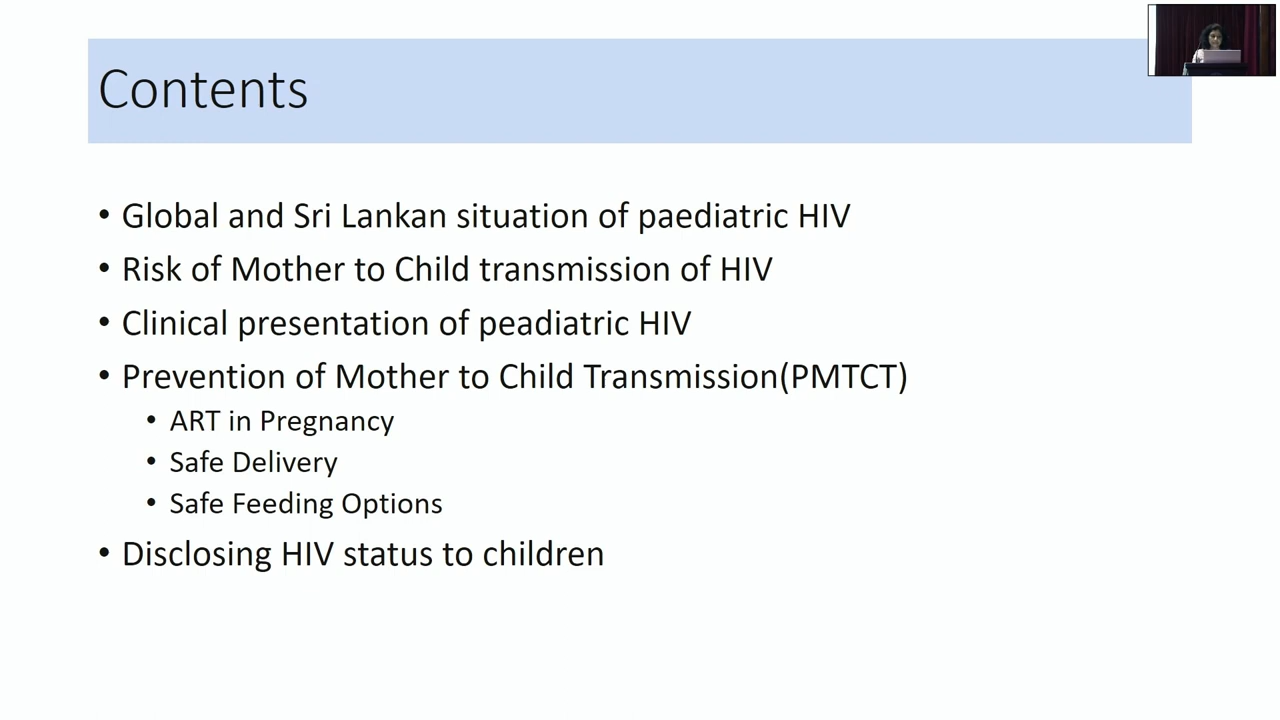 Contents
• Global and Sri Lankan situation of paediatric HIV
• Risk of Mother to Child transmission of HIV
• Clinical presentation of peadiatric HIV
• Prevention of Mother to Child Transmission(PMTCT)
• ART in Pregnancy
• Safe Delivery
• Safe Feeding Options
• Disclosing HIV status to children